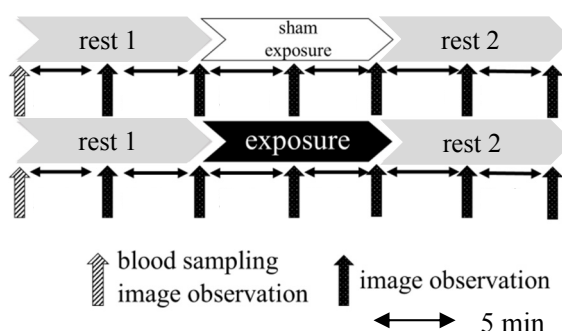 rest 1
sham
exposure
rest 2
rest 1
exposure
rest 2
blood sampling
image observation
image observation
5 min